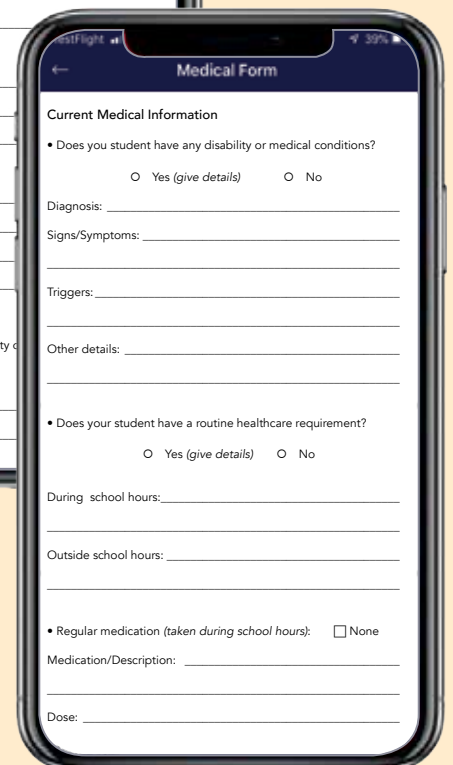 39%
← Medical Form
Current Medical Information
• Does you student have any disability or medical conditions?
O Yes (give details) O No
Diagnosis:
Signs/Symptoms:
Triggers:
Other details:
• Does your student have a routine healthcare requirement?
O Yes (give details) O No
During school hours:
Outside school hours:
• Regular medication (taken during school hours): ☐ None
Medication/Description:
Dose: